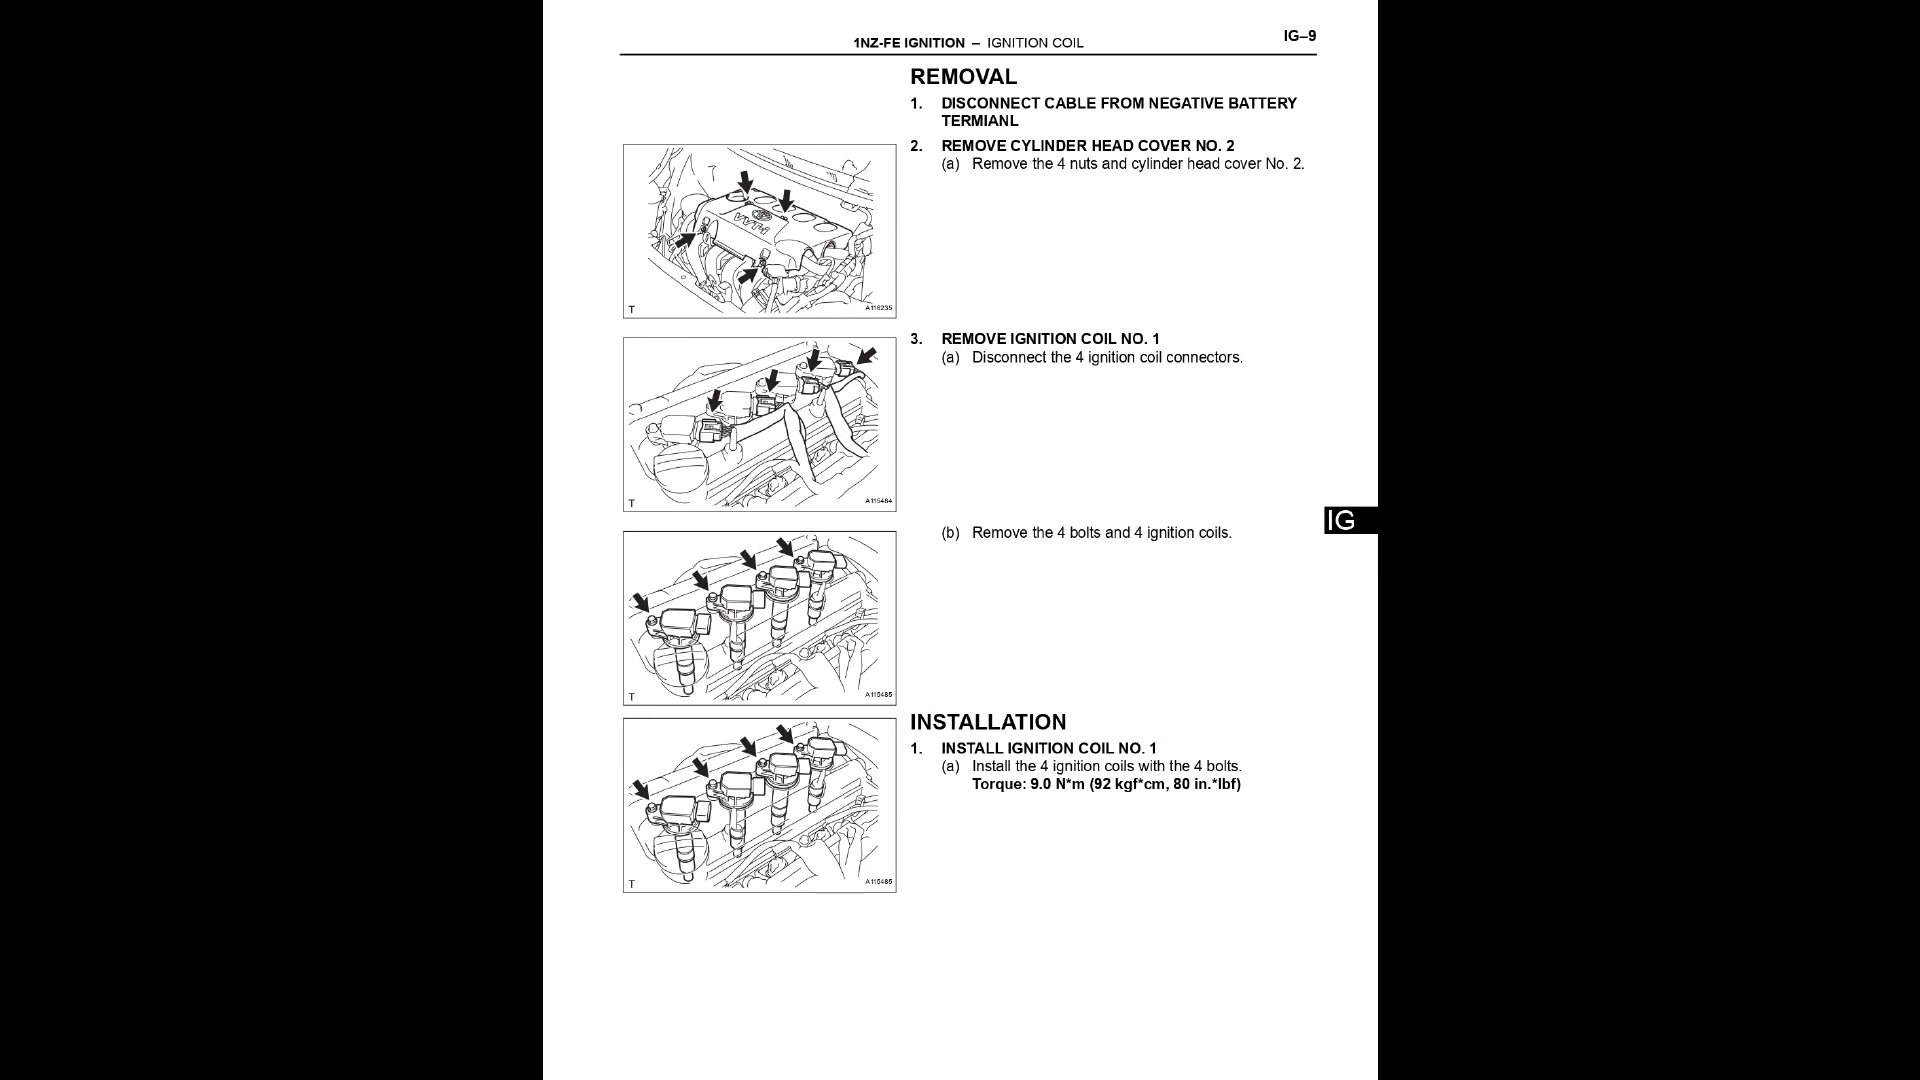 1NZ-FE IGNITION – IGNITION COIL
IG–9
REMOVAL
1. DISCONNECT CABLE FROM NEGATIVE BATTERY
TERMIANL
2. REMOVE CYLINDER HEAD COVER NO. 2
(a) Remove the 4 nuts and cylinder head cover No. 2.
VVT-i
T
A116235
3. REMOVE IGNITION COIL NO. 1
(a) Disconnect the 4 ignition coil connectors.
T
A115484
IG
(b) Remove the 4 bolts and 4 ignition coils.
T
A115485
INSTALLATION
1. INSTALL IGNITION COIL NO. 1
(a) Install the 4 ignition coils with the 4 bolts.
Torque: 9.0 N*m (92 kgf*cm, 80 in.*lbf)
T
A115485